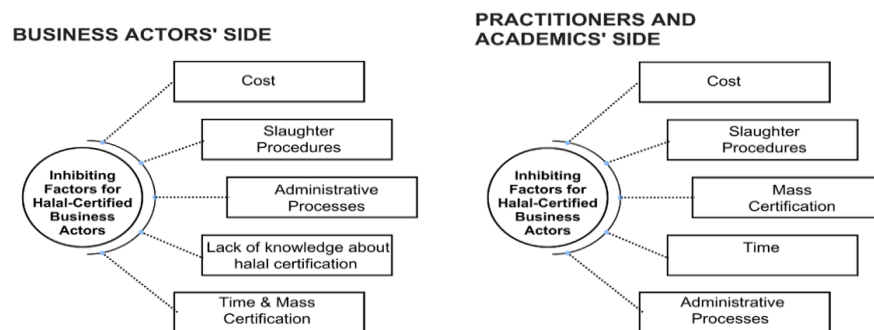 BUSINESS ACTORS' SIDE
Cost
Slaughter
Procedures
Inhibiting
Factors for
Halal-Certified
Business
Actors
Administrative
Processes
Lack of knowledge about
halal certification
Time & Mass
Certification
PRACTITIONERS AND
ACADEMICS' SIDE
Cost
Slaughter
Procedures
Inhibiting
Factors for
Halal-Certified
Business
Actors
Mass
Certification
Time
Administrative
Processes